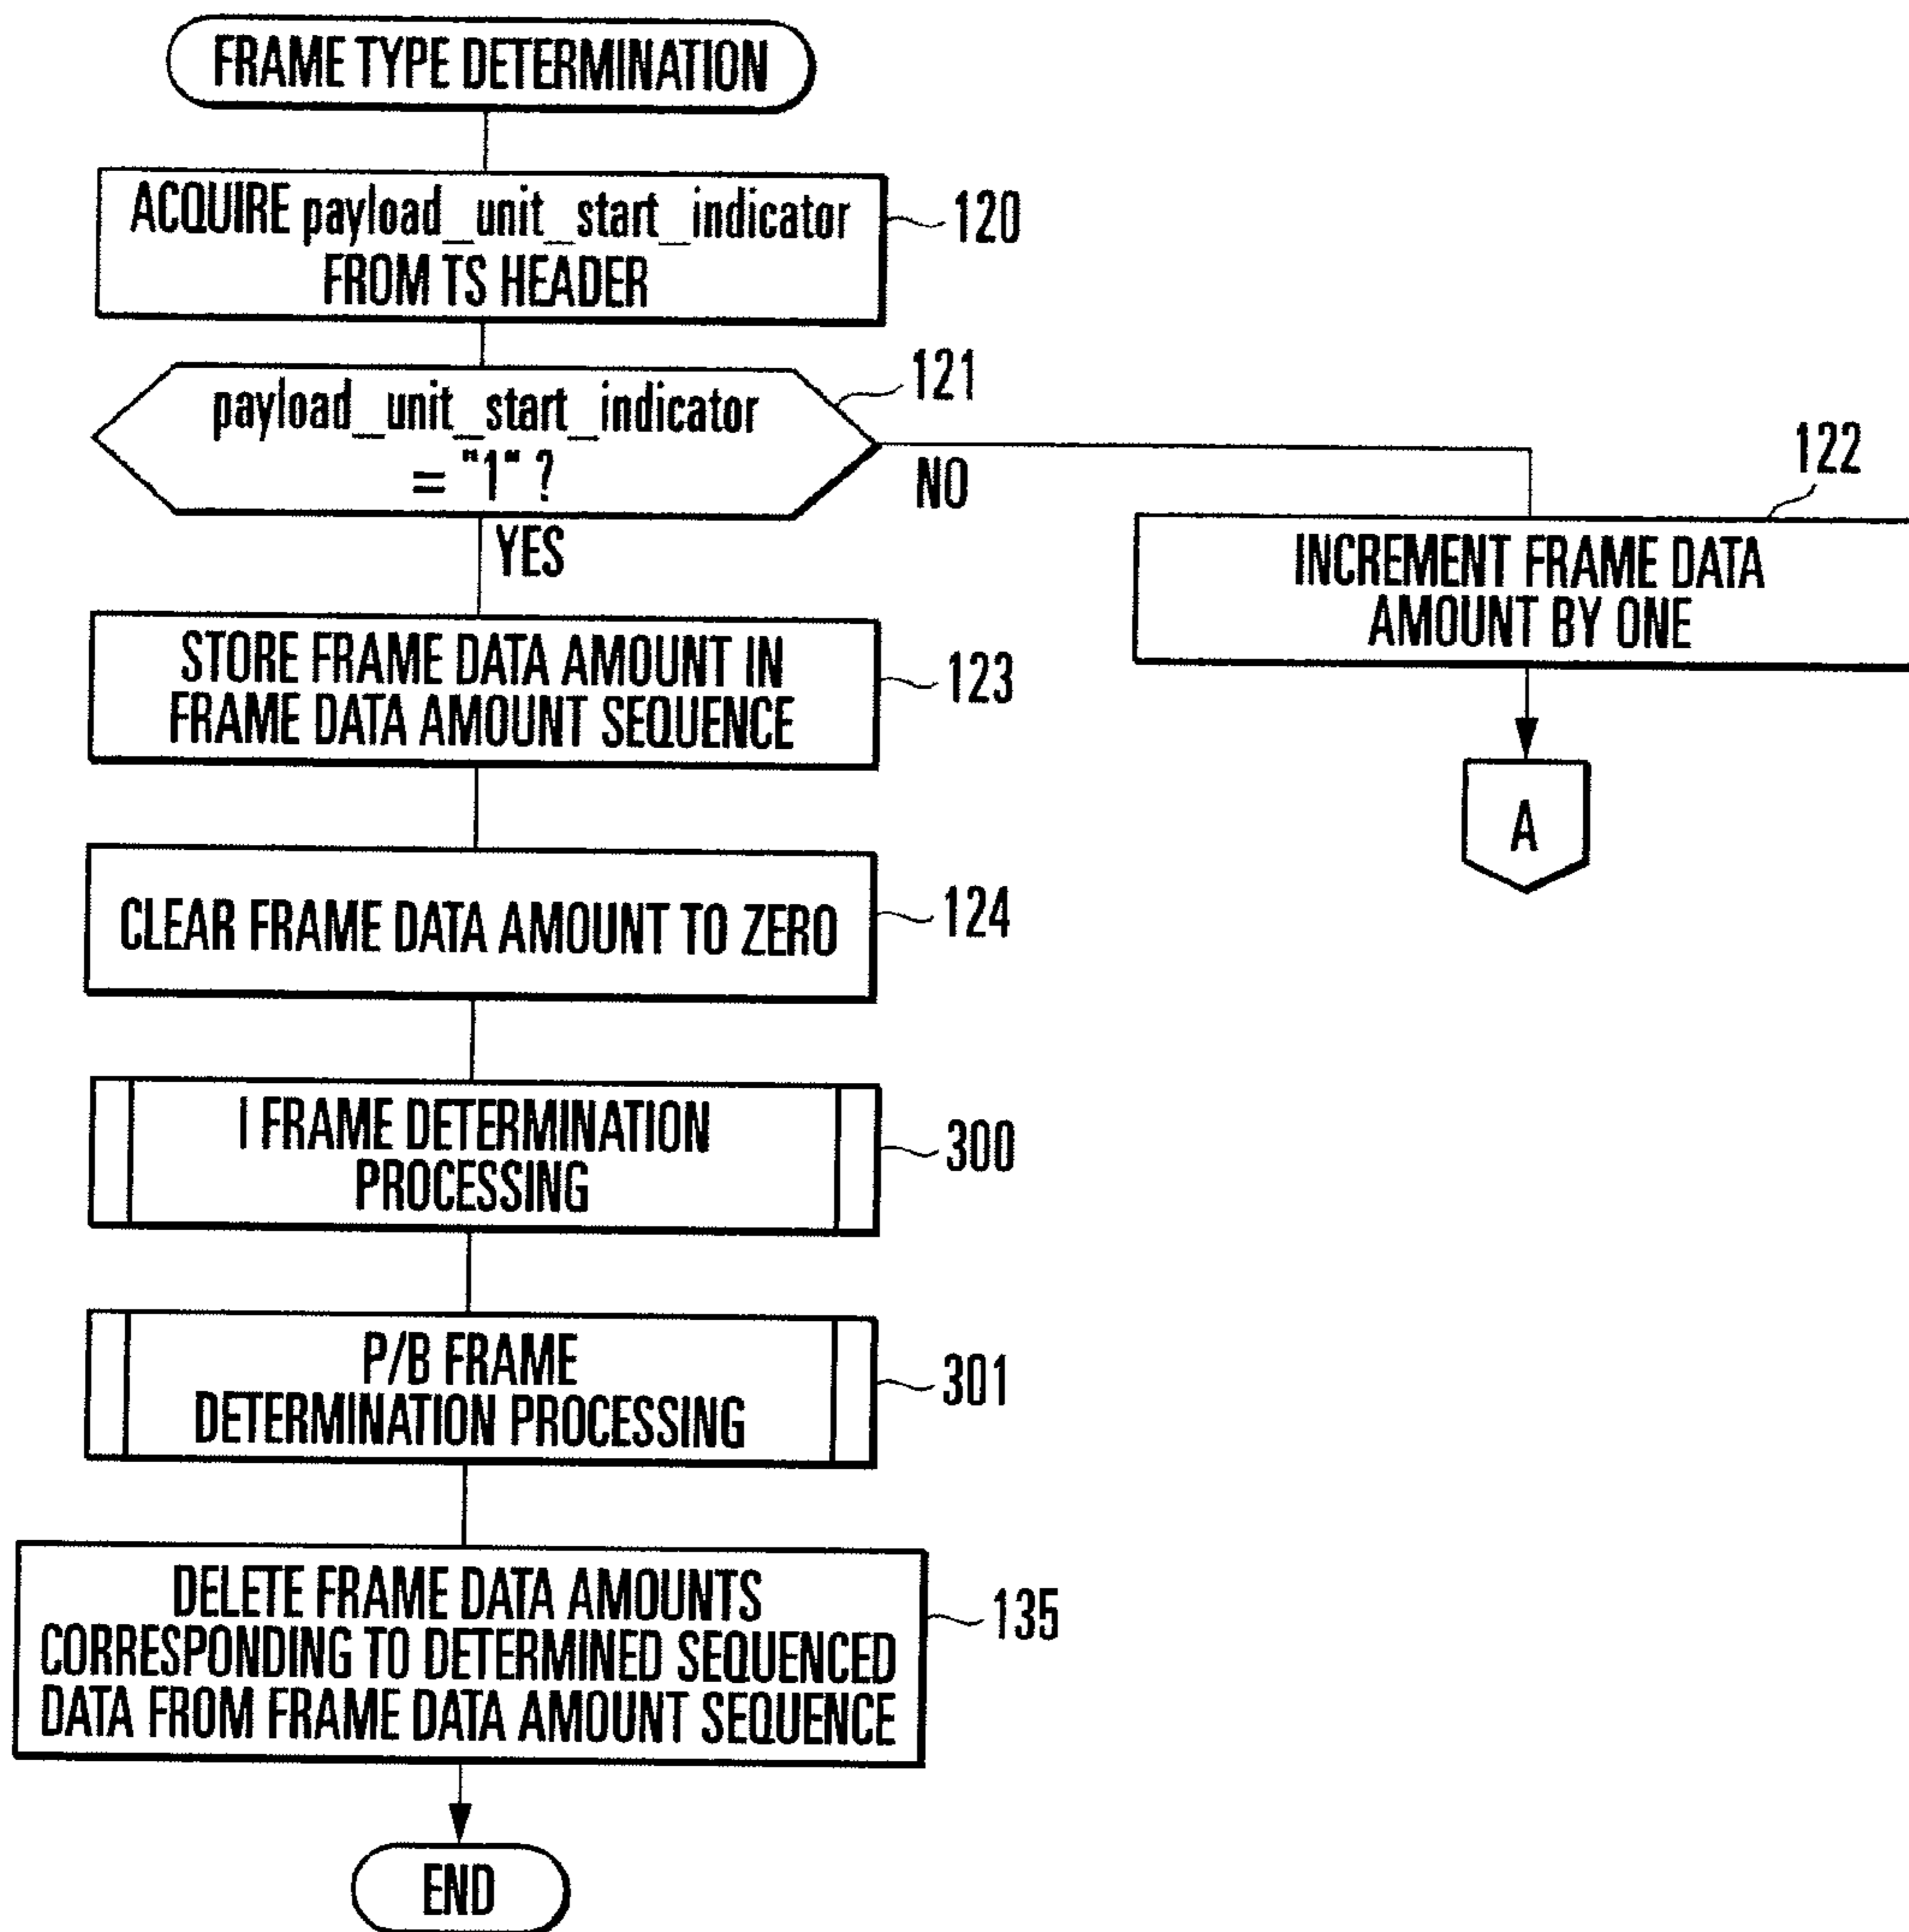 FRAME TYPE DETERMINATION
ACQUIRE payload_unit_start_indicator
FROM TS HEADER
120
payload_unit_start_indicator
= "1" ?
121
NO
YES
122
INCREMENT FRAME DATA
AMOUNT BY ONE
A
STORE FRAME DATA AMOUNT IN
FRAME DATA AMOUNT SEQUENCE
123
CLEAR FRAME DATA AMOUNT TO ZERO
124
I FRAME DETERMINATION
PROCESSING
300
P/B FRAME
DETERMINATION PROCESSING
301
DELETE FRAME DATA AMOUNTS
CORRESPONDING TO DETERMINED SEQUENCED
DATA FROM FRAME DATA AMOUNT SEQUENCE
135
END